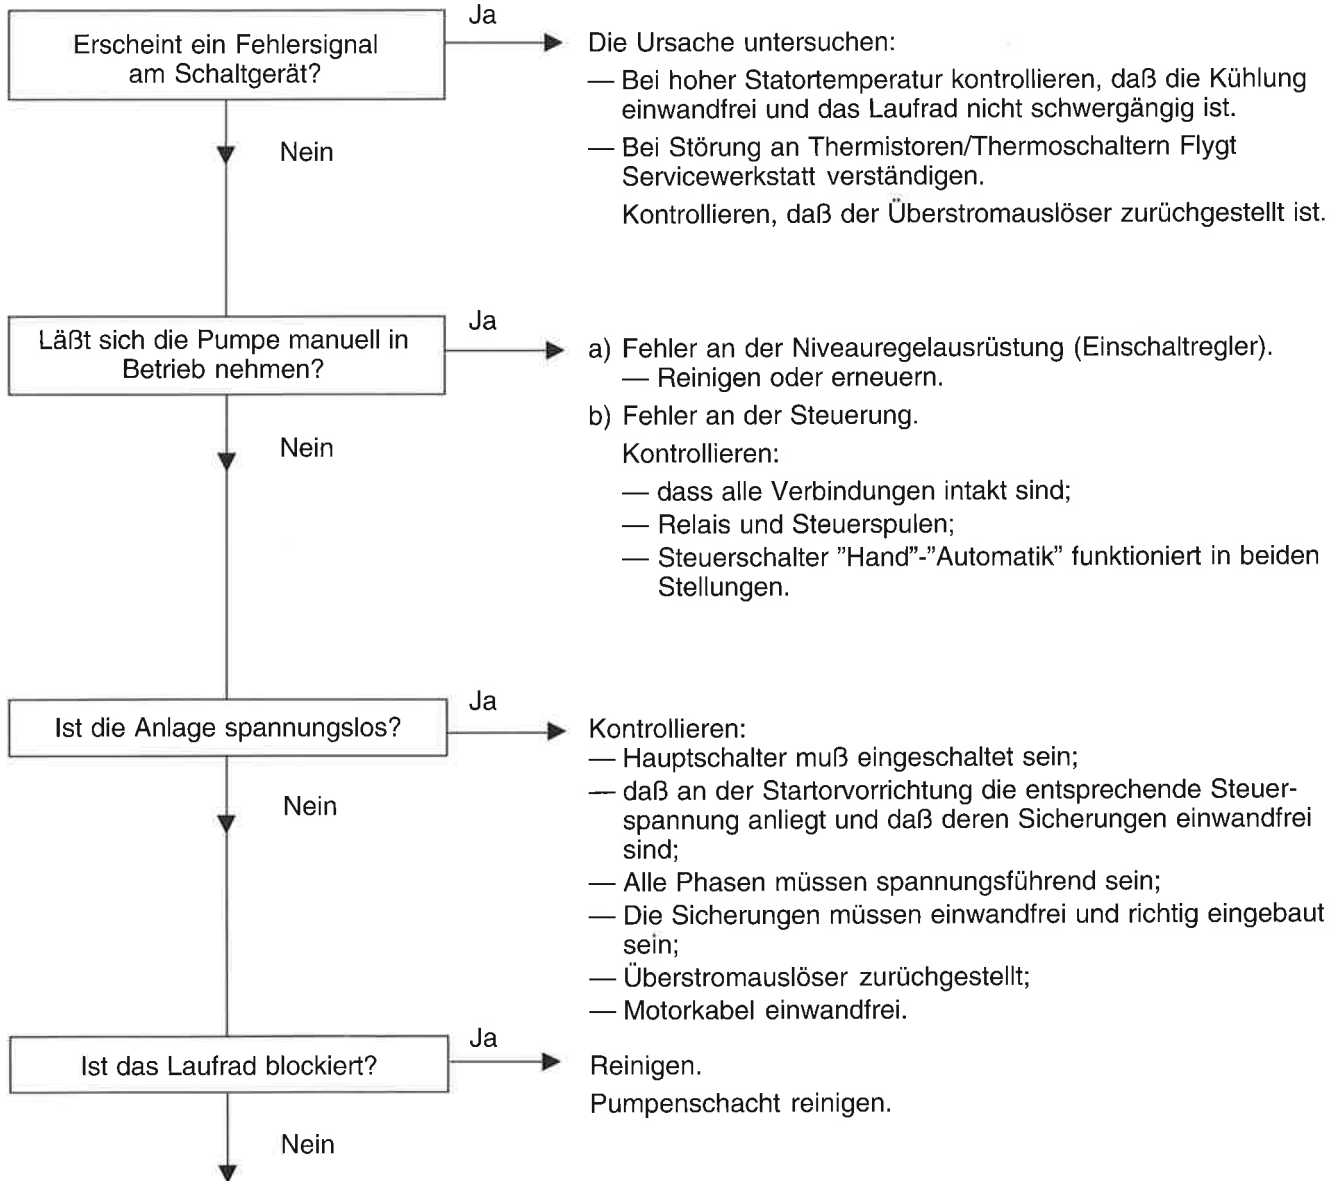 Ja
Erscheint ein Fehlersignal
am Schaltgerät?
Die Ursache untersuchen:
— Bei hoher Statortemperatur kontrollieren, daß die Kühlung
einwandfrei und das Laufrad nicht schwergängig ist.
— Bei Störung an Thermistoren/Thermoschaltern Flygt
Servicewerkstatt verständigen.
Kontrollieren, daß der Überstromauslöser zurüchgestellt ist.
Nein
Ja
Läßt sich die Pumpe manuell in
Betrieb nehmen?
a) Fehler an der Niveauregelausrüstung (Einschaltregler).
— Reinigen oder erneuern.
b) Fehler an der Steuerung.
Kontrollieren:
— dass alle Verbindungen intakt sind;
— Relais und Steuerspulen;
— Steuerschalter ”Hand”-”Automatik” funktioniert in beiden
Stellungen.
Nein
Ja
Ist die Anlage spannungslos?
Kontrollieren:
— Hauptschalter muß eingeschaltet sein;
— daß an der Startorvorrichtung die entsprechende Steuer-
spannung anliegt und daß deren Sicherungen einwandfrei
sind;
— Alle Phasen müssen spannungsführend sein;
— Die Sicherungen müssen einwandfrei und richtig eingebaut
sein;
— Überstromauslöser zurüchgestellt;
— Motorkabel einwandfrei.
Nein
Ja
Ist das Laufrad blockiert?
Reinigen.
Pumpenschacht reinigen.
Nein